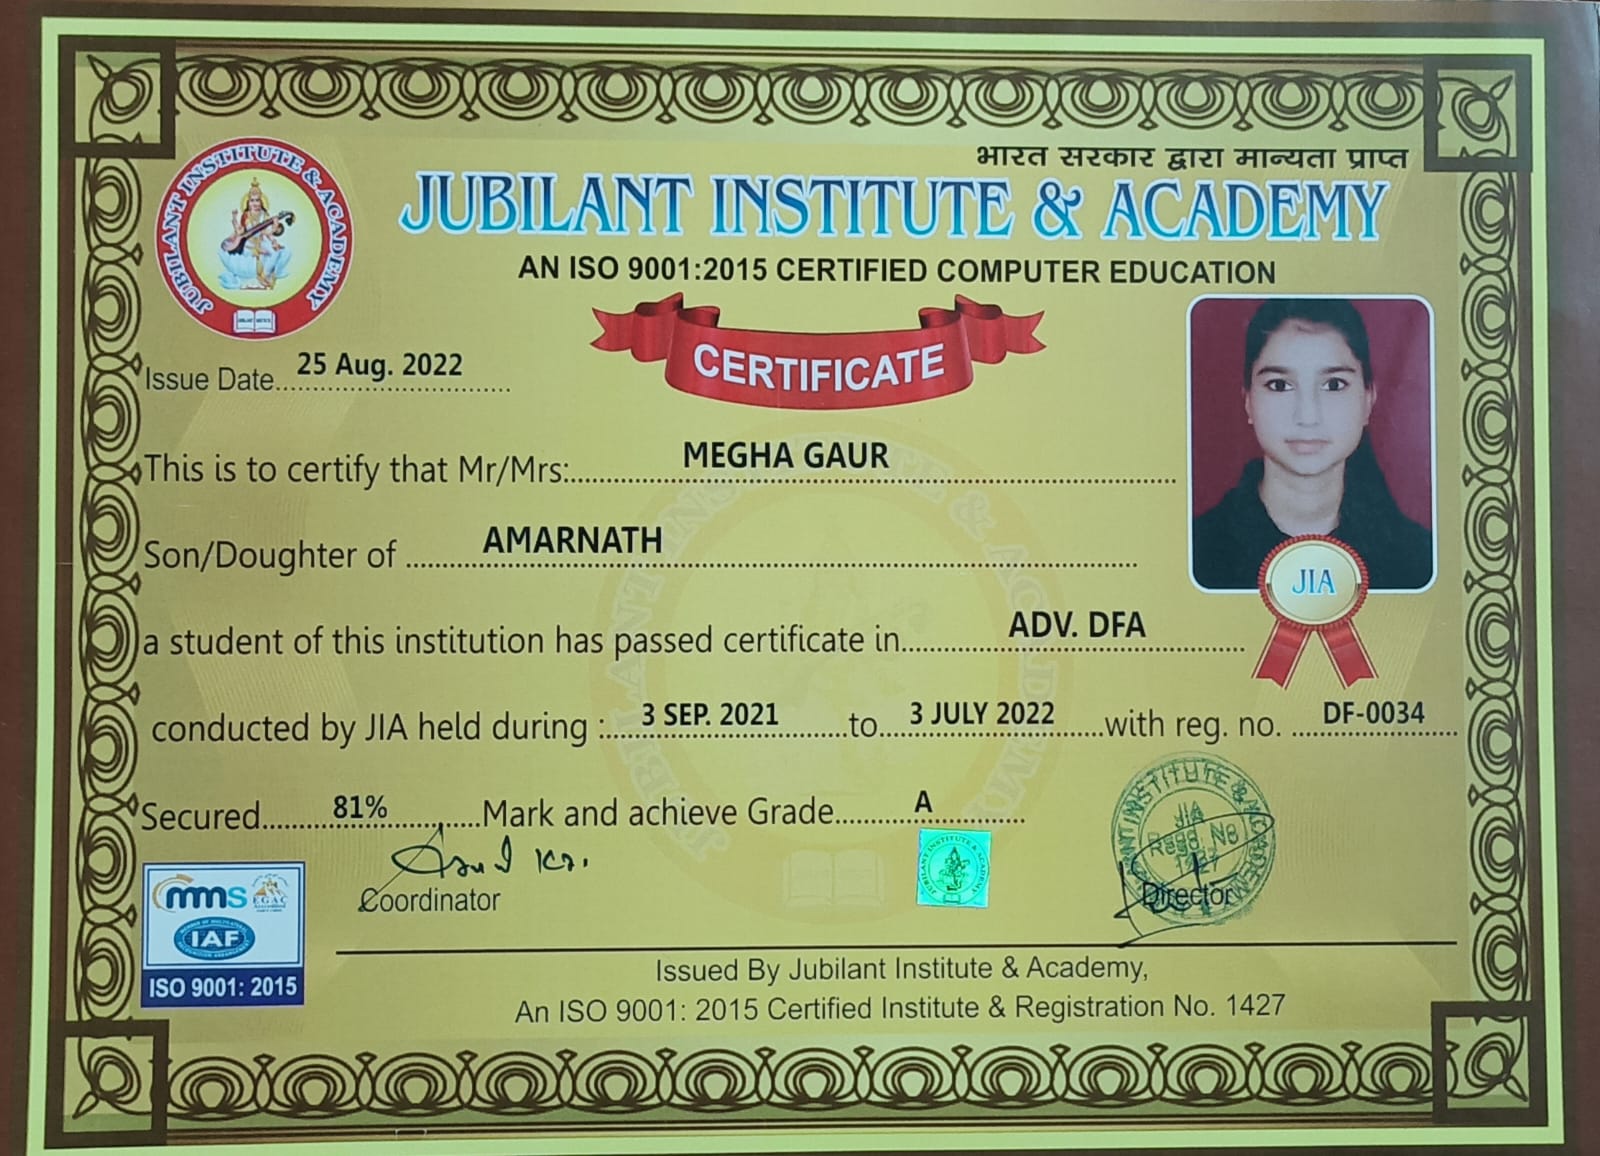 भारत सरकार द्वारा मान्यता प्राप्त
JUBILANT INSTITUTE & ACADEMY
JUBILANT INSTITUTE & ACADEMY
AN ISO 9001:2015 CERTIFIED COMPUTER EDUCATION
CERTIFICATE
Issue Date 25 Aug. 2022
This is to certify that Mr/Mrs: MEGHA GAUR
Son/Doughter of AMARNATH
JIA
a student of this institution has passed certificate in ADV. DFA
conducted by JIA held during : 3 SEP. 2021 to 3 JULY 2022 with reg. no. DF-0034
Secured 81% Mark and achieve Grade A
JUBILANT INSTITUTE & ACADEMY
INSTITUTE & ACADEMY
JIA
Coordinator
Director
EGAC
IAF
ISO 9001: 2015
Issued By Jubilant Institute & Academy,
An ISO 9001: 2015 Certified Institute & Registration No. 1427